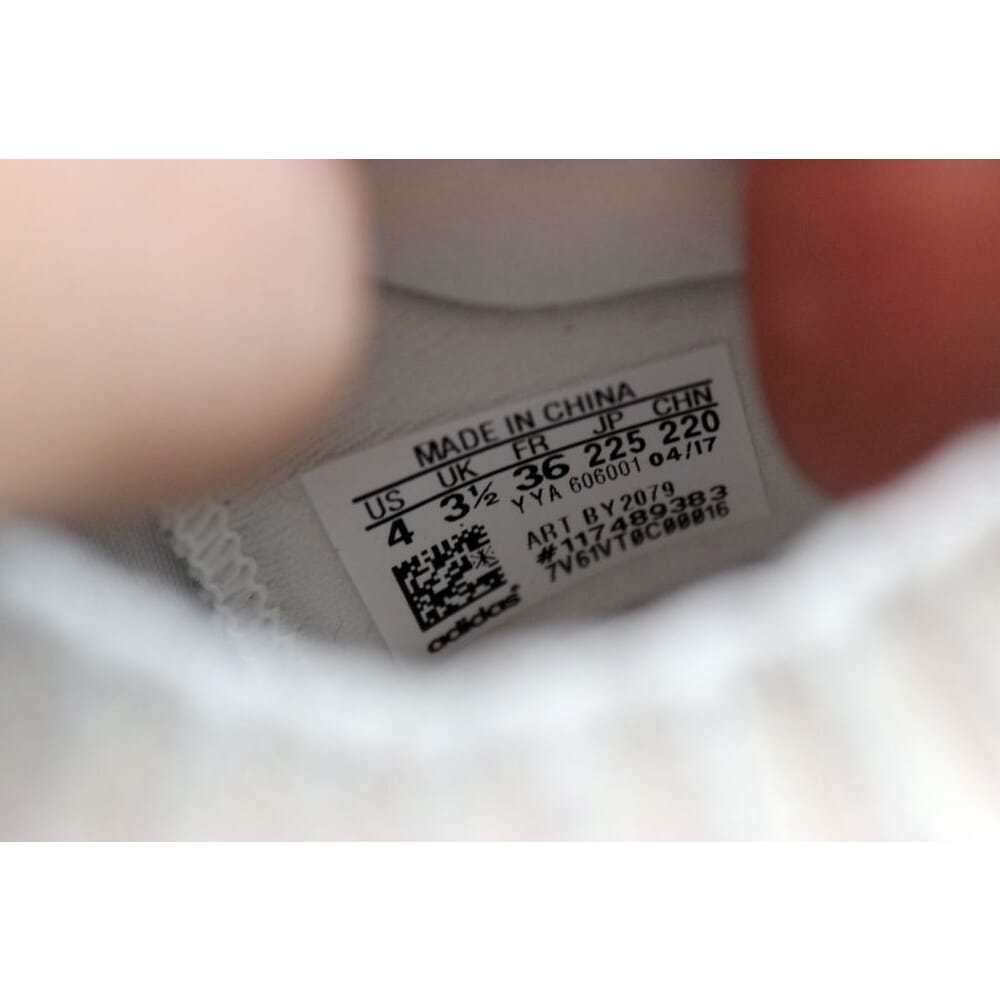 MADE IN CHINA
US UK FR JP CHN
4 3½ 36 225 220
YYA 606001 04/17
ART BY2079
#117489383
7V61VT0C00016
adidas